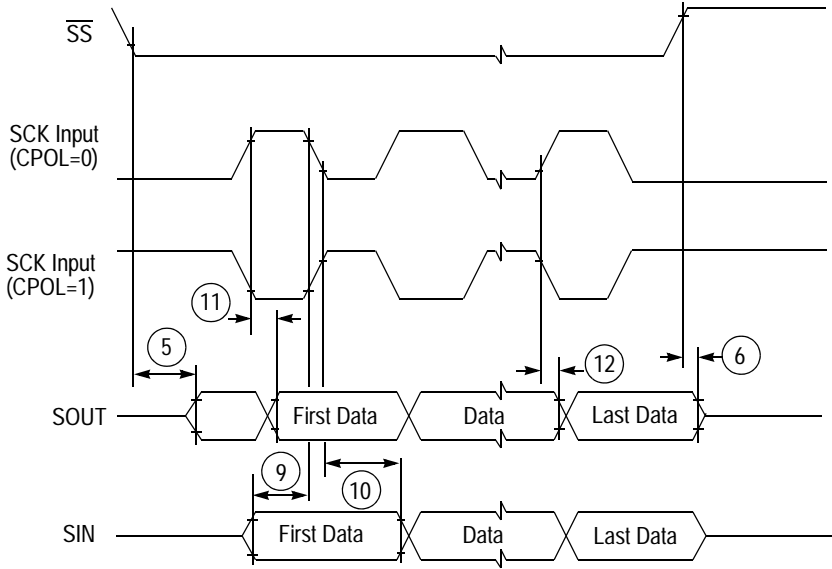 SS
SCK Input
(CPOL=0)
SCK Input
(CPOL=1)
11
5
12
6
SOUT
First Data
Data
Last Data
9
10
SIN
First Data
Data
Last Data